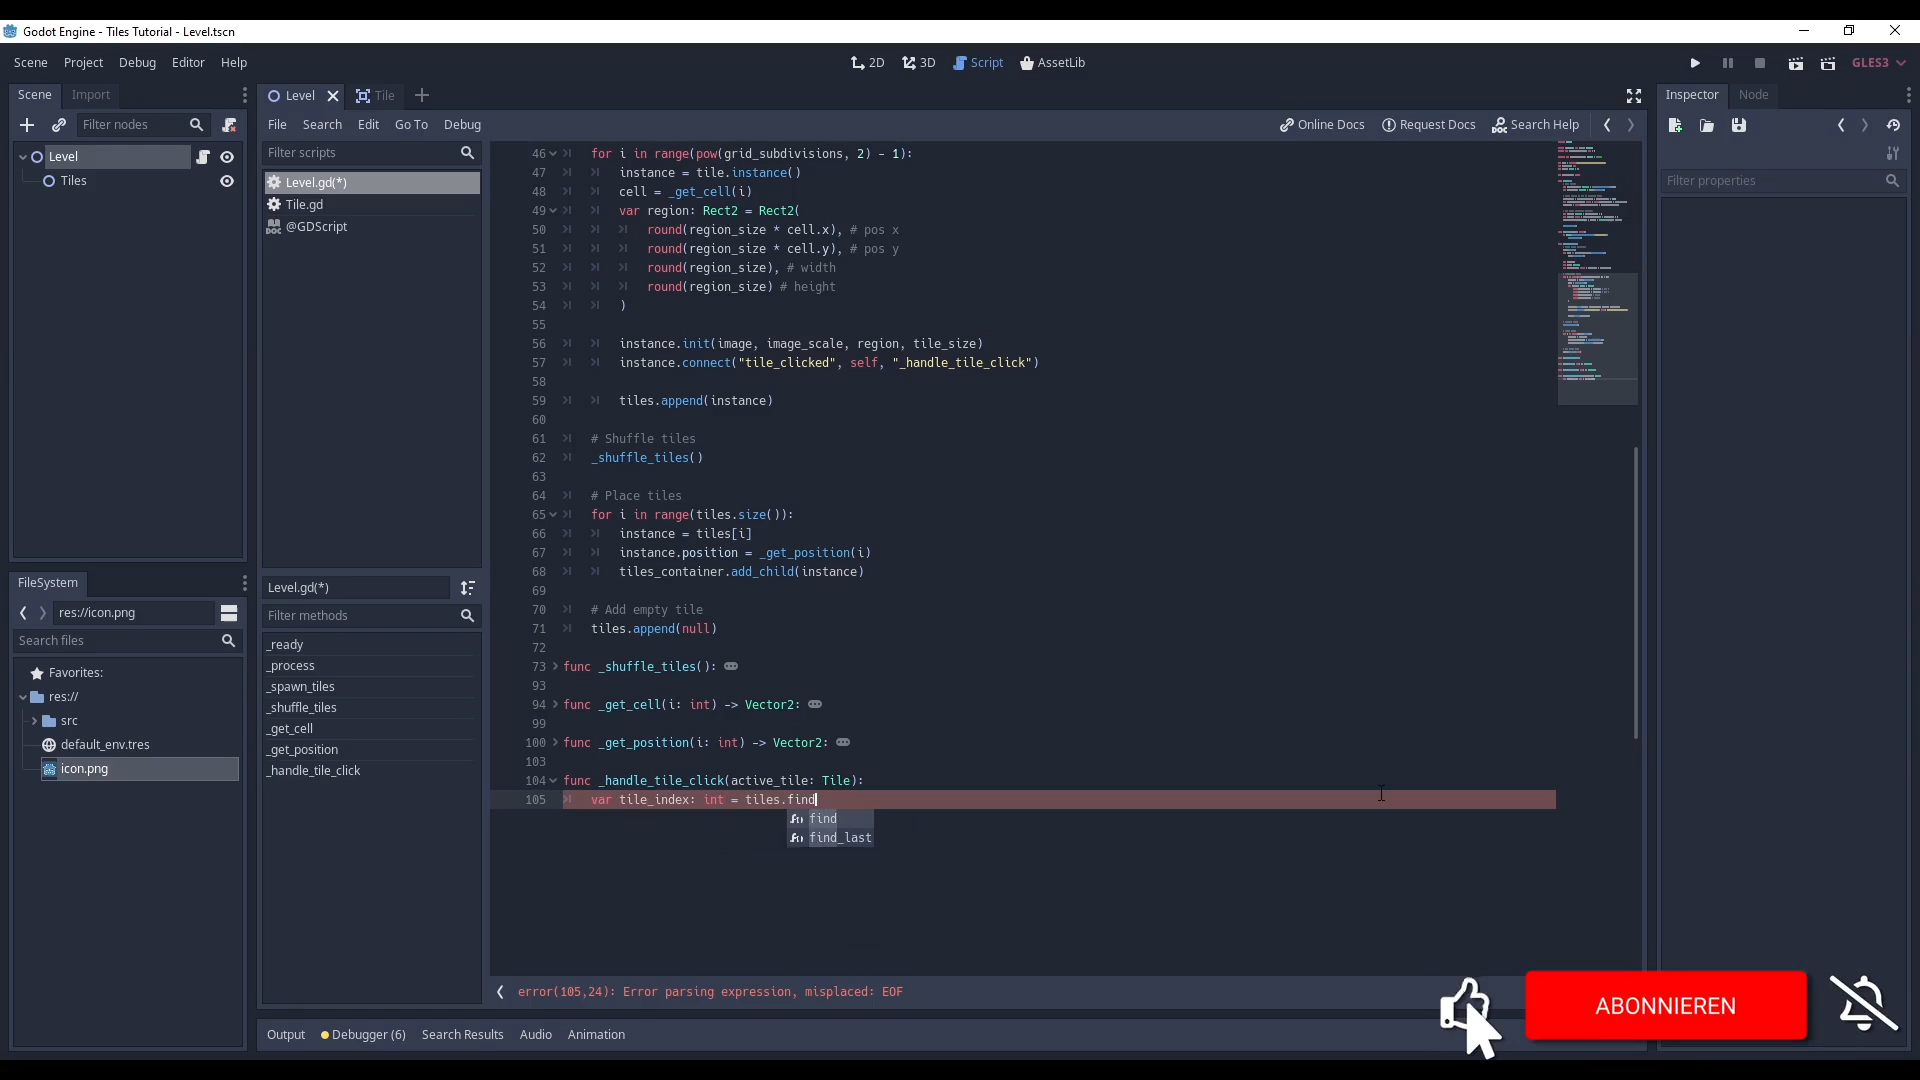 Godot Engine - Tiles Tutorial - Level.tscn
Scene Project Debug Editor Help
2D 3D Script AssetLib
GLES3
Scene Import
Filter nodes
Level
Tiles
FileSystem
res://icon.png
Search files
Favorites:
res://
src
default_env.tres
icon.png
Level Tile
File Search Edit Go To Debug
Online Docs Request Docs Search Help
Filter scripts
Level.gd(*)
Tile.gd
@GDScript
Level.gd(*)
Filter methods
_ready
_process
_spawn_tiles
_shuffle_tiles
_get_cell
_get_position
_handle_tile_click
46 for i in range(pow(grid_subdivisions, 2) - 1):
47 instance = tile.instance()
48 cell = _get_cell(i)
49 var region: Rect2 = Rect2(
50 round(region_size * cell.x), # pos x
51 round(region_size * cell.y), # pos y
52 round(region_size), # width
53 round(region_size) # height
54 )
55
56 instance.init(image, image_scale, region, tile_size)
57 instance.connect("tile_clicked", self, "_handle_tile_click")
58
59 tiles.append(instance)
60
61 # Shuffle tiles
62 _shuffle_tiles()
63
64 # Place tiles
65 for i in range(tiles.size()):
66 instance = tiles[i]
67 instance.position = _get_position(i)
68 tiles_container.add_child(instance)
69
70 # Add empty tile
71 tiles.append(null)
72
73 func _shuffle_tiles():
93
94 func _get_cell(i: int) -> Vector2:
99
100 func _get_position(i: int) -> Vector2:
103
104 func _handle_tile_click(active_tile: Tile):
105 var tile_index: int = tiles.find
find
find_last
error(105,24): Error parsing expression, misplaced: EOF
Output Debugger (6) Search Results Audio Animation
Inspector Node
Filter properties
ABONNIEREN